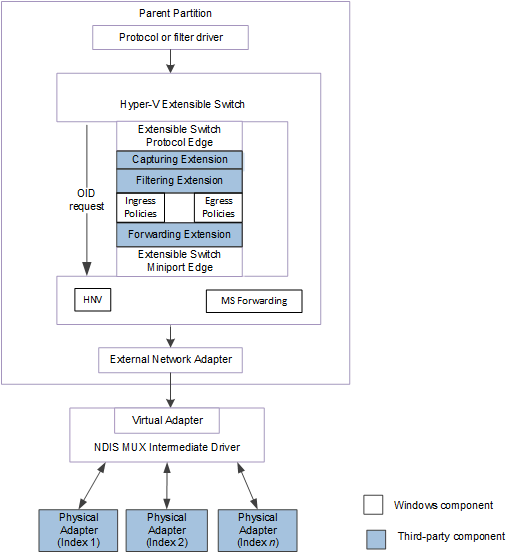 Parent Partition
Protocol or filter driver
Hyper-V Extensible Switch
Extensible Switch
Protocol Edge
Capturing Extension
Filtering Extension
OID
request
Ingress
Policies
Egress
Policies
Forwarding Extension
Extensible Switch
Miniport Edge
HNV
MS Forwarding
External Network Adapter
Virtual Adapter
NDIS MUX Intermediate Driver
Physical
Adapter
(Index 1)
Physical
Adapter
(Index 2)
Physical
Adapter
(Index n)
Windows component
Third-party component